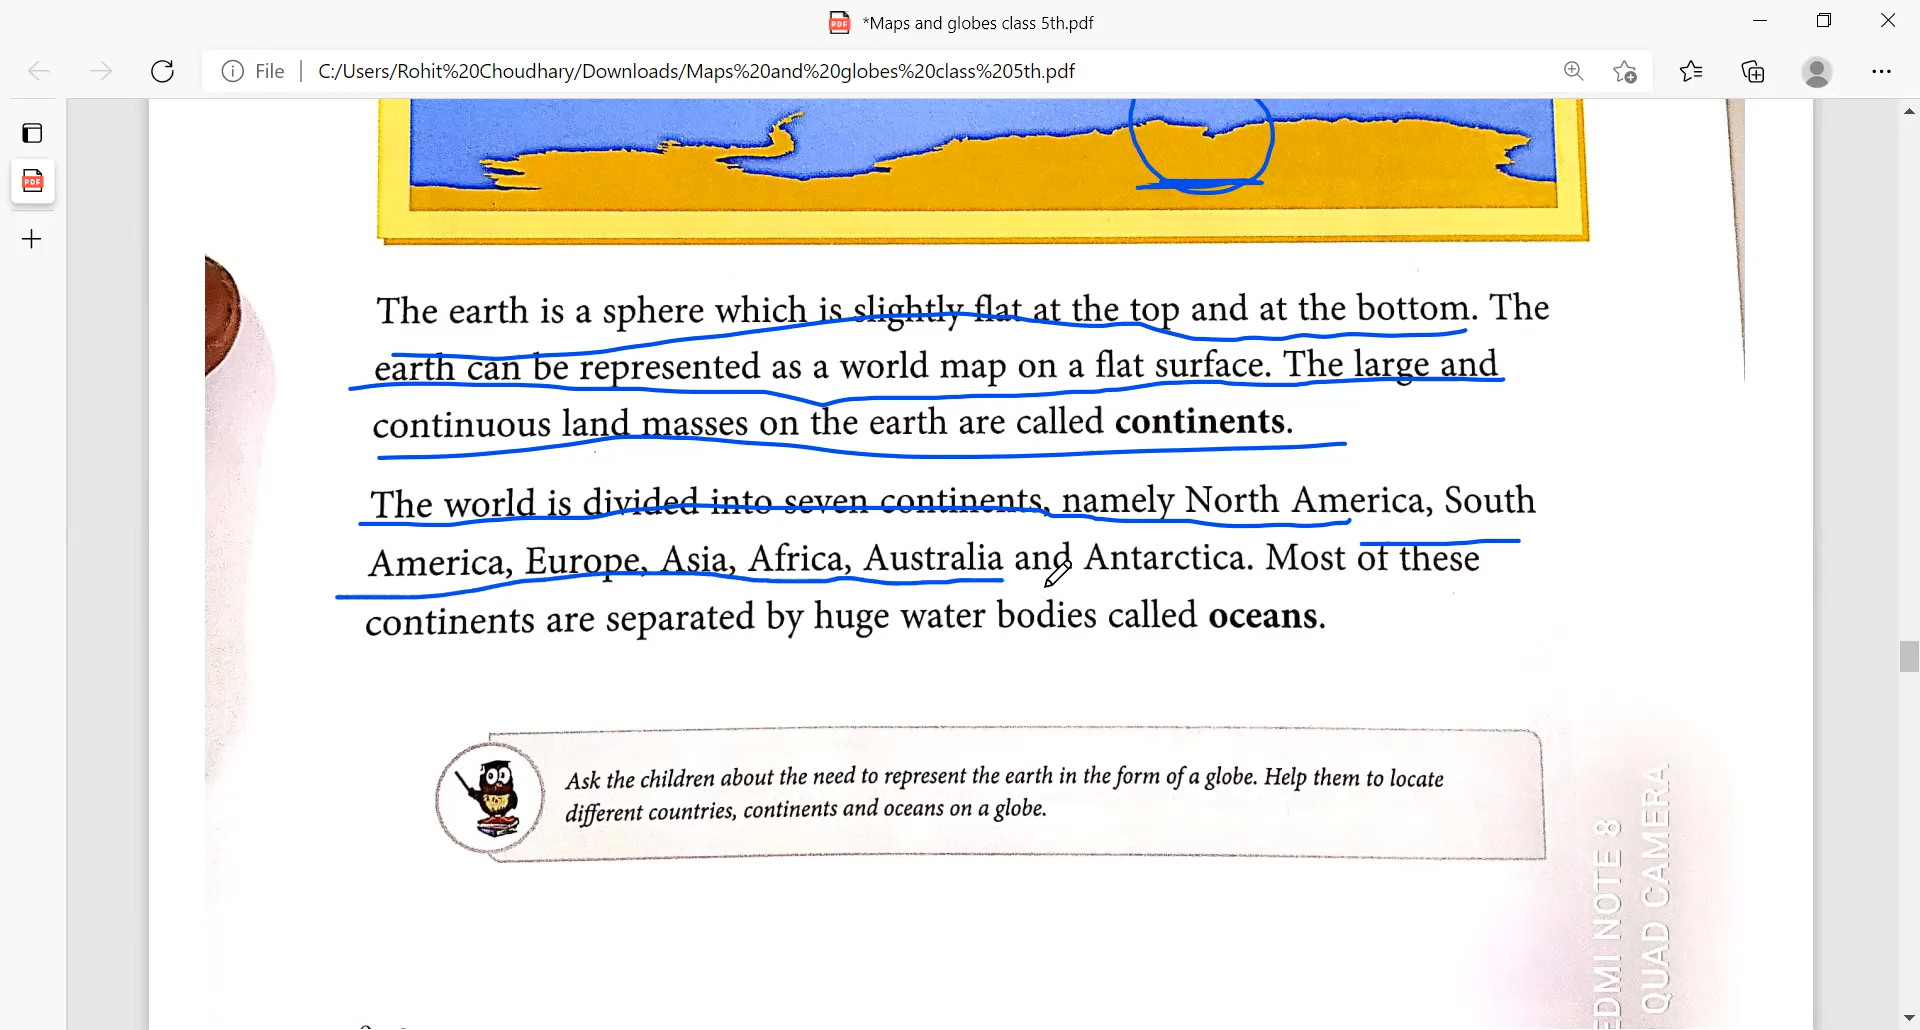 *Maps and globes class 5th.pdf
File
C:/Users/Rohit%20Choudhary/Downloads/Maps%20and%20globes%20class%205th.pdf
The earth is a sphere which is slightly flat at the top and at the bottom. The
earth can be represented as a world map on a flat surface. The large and
continuous land masses on the earth are called continents.
The world is divided into seven continents, namely North America, South
America, Europe, Asia, Africa, Australia and Antarctica. Most of these
continents are separated by huge water bodies called oceans.
Ask the children about the need to represent the earth in the form of a globe. Help them to locate
different countries, continents and oceans on a globe.
EDMI NOTE 8
QUAD CAMERA